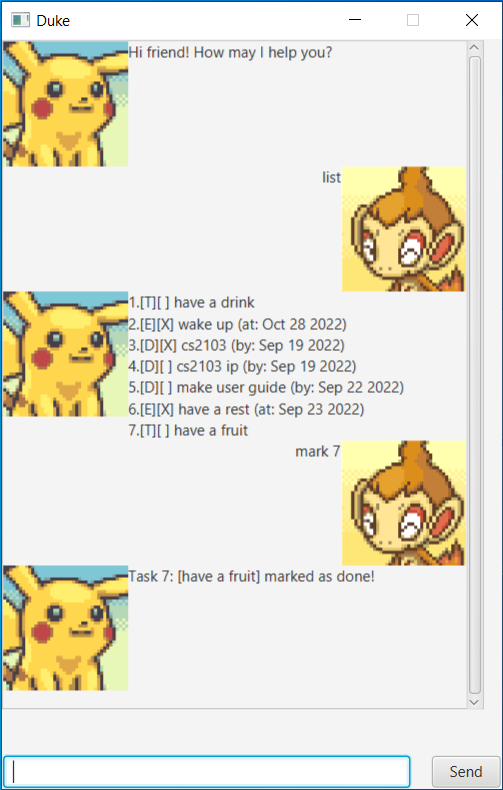 Duke
Hi friend! How may I help you?
list
1.[T][ ] have a drink
2.[E][X] wake up (at: Oct 28 2022)
3.[D][X] cs2103 (by: Sep 19 2022)
4.[D][ ] cs2103 ip (by: Sep 19 2022)
5.[D][ ] make user guide (by: Sep 22 2022)
6.[E][X] have a rest (at: Sep 23 2022)
7.[T][ ] have a fruit
mark 7
Task 7: [have a fruit] marked as done!
Send